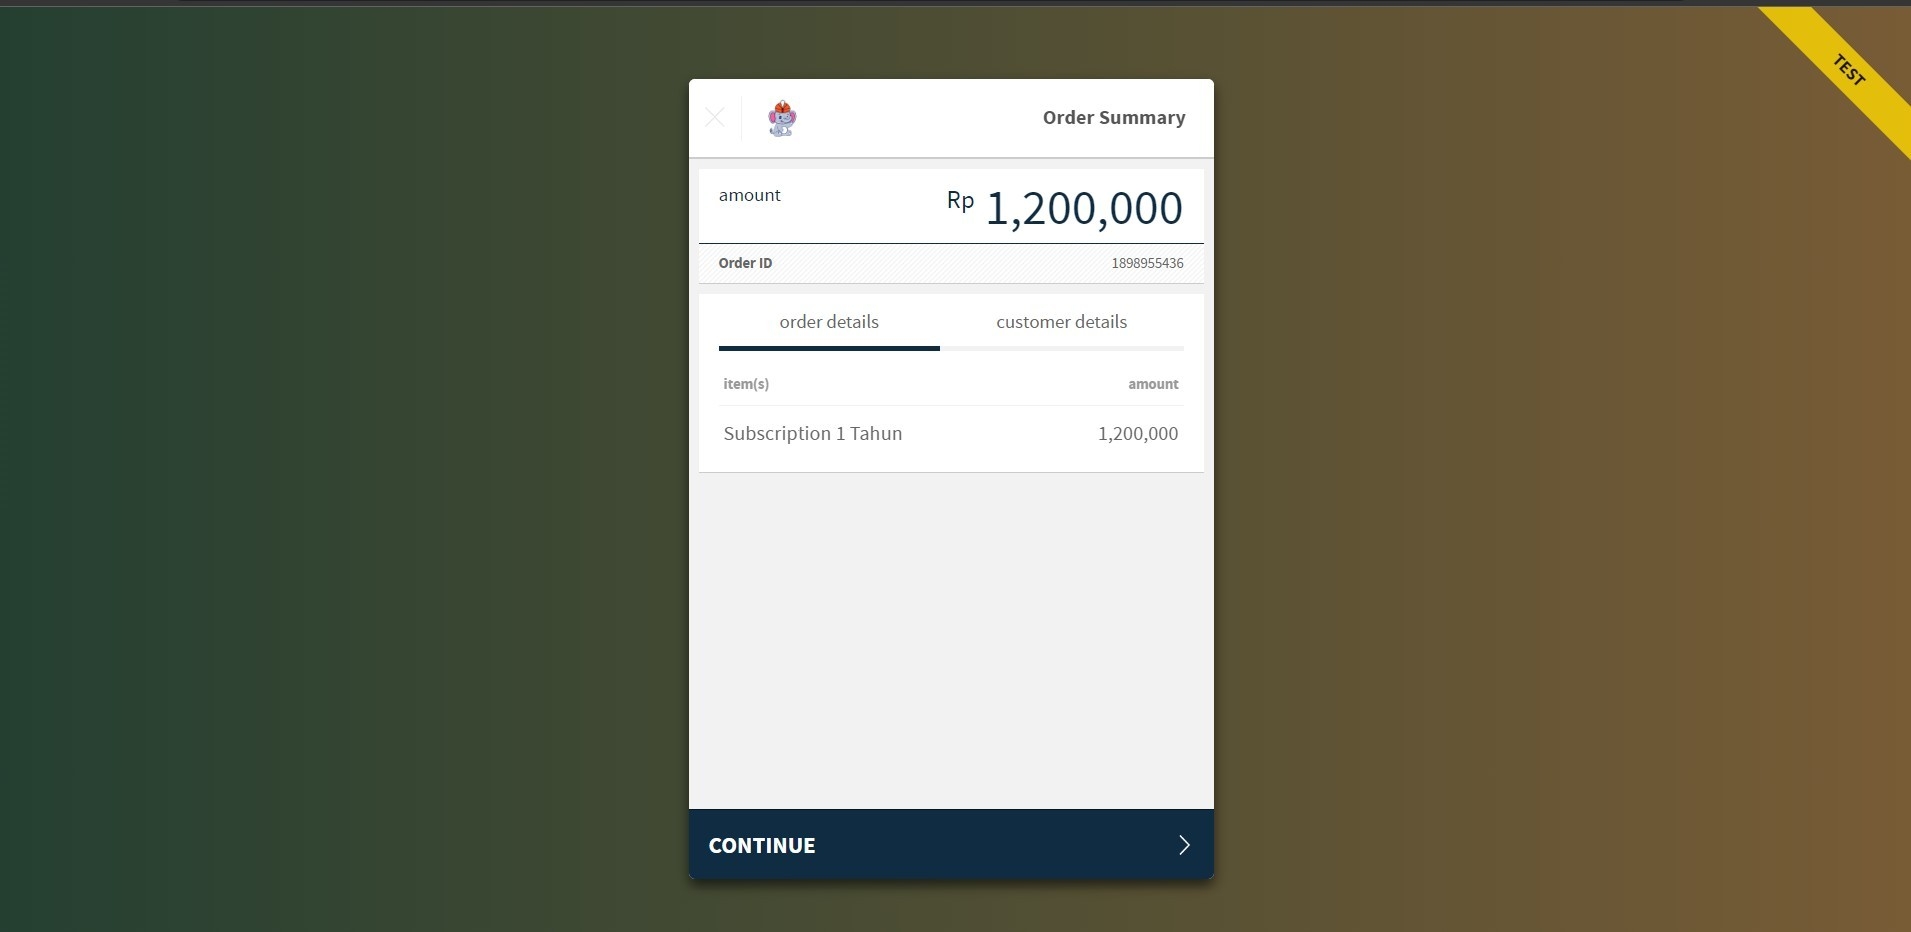 TEST
Order Summary
amount Rp 1,200,000
Order ID 1898955436
order details customer details
item(s) amount
Subscription 1 Tahun 1,200,000
CONTINUE